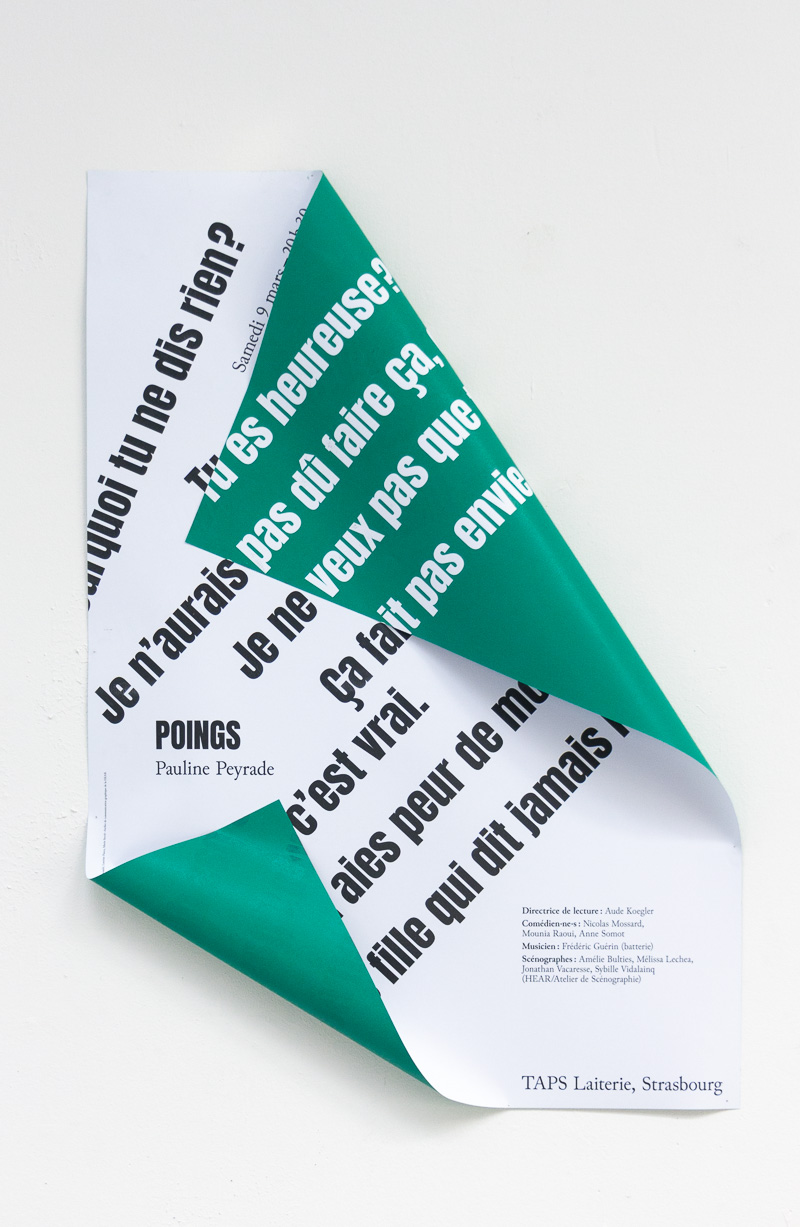 quoi tu ne dis rien ?
Samedi 9 mars – 20h30
Tu es heureuse ?
Je n’aurais pas dû faire ça,
Je ne veux pas que
Ça fait pas envie
c’est vrai.
aies peur de
fille qui dit jamais
POINGS
Pauline Peyrade
Directrice de lecture : Aude Koegler
Comédien·ne·s : Nicolas Mossard,
Mounia Raoui, Anne Somot
Musicien : Frédéric Guérin (batterie)
Scénographes : Amélie Bulties, Mélissa Lechea,
Jonathan Vacaresse, Sybille Vidalainq
(HEAR/Atelier de Scénographie)
TAPS Laiterie, Strasbourg